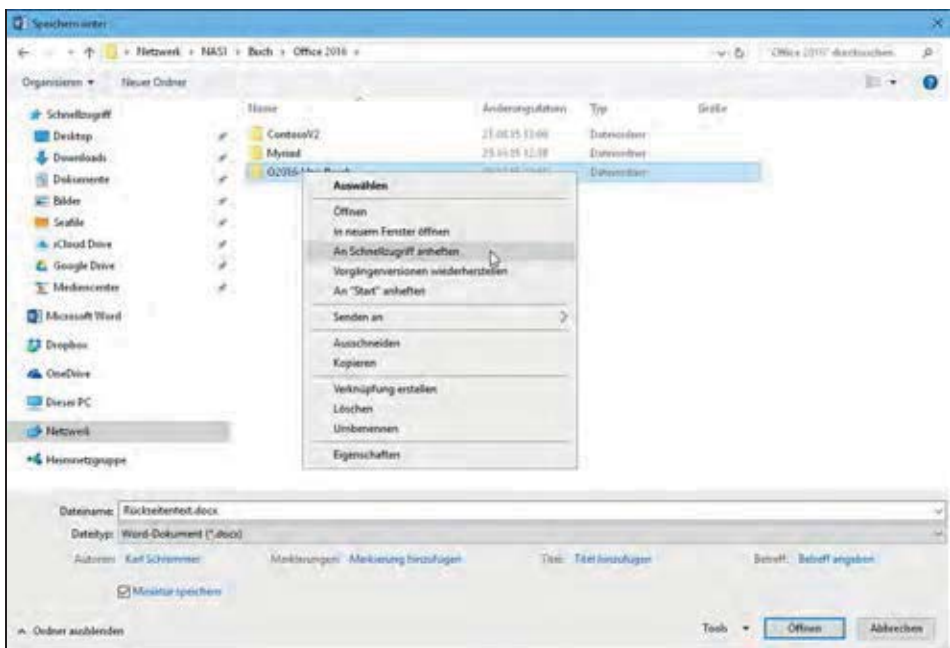 Speichern unter
Netzwerk › NAS1 › Buch › Office 2016 ›
"Office 2016" durchsuchen
Organisieren Neuer Ordner
Name Änderungsdatum Typ Größe
Schnellzugriff
Desktop
Downloads
Dokumente
Bilder
Seafile
iCloud Drive
Google Drive
Mediencenter
Microsoft Word
Dropbox
OneDrive
Dieser PC
Netzwerk
Heimnetzgruppe
ContosoV2 Dateiordner
Myriad Dateiordner
Dateiordner
Auswählen
Öffnen
In neuem Fenster öffnen
An Schnellzugriff anheften
Vorgängerversionen wiederherstellen
An "Start" anheften
Senden an
Ausschneiden
Kopieren
Verknüpfung erstellen
Löschen
Umbenennen
Eigenschaften
Dateiname: Rückseitentext.docx
Dateityp: Word-Dokument (*.docx)
Autoren: Karl Markierungen: Markierung hinzufügen Titel: Titel hinzufügen Betreff: Betreff angeben
Miniatur speichern
Ordner ausblenden Tools Öffnen Abbrechen